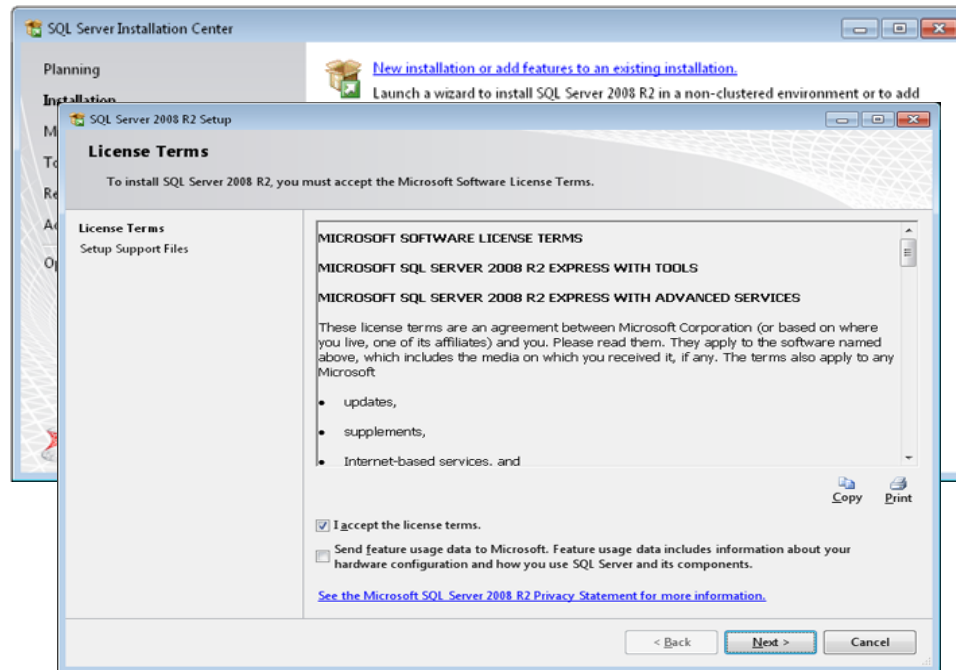 SQL Server Installation Center
Planning
Installation
New installation or add features to an existing installation.
Launch a wizard to install SQL Server 2008 R2 in a non-clustered environment or to add
SQL Server 2008 R2 Setup
License Terms
To install SQL Server 2008 R2, you must accept the Microsoft Software License Terms.
License Terms
Setup Support Files
MICROSOFT SOFTWARE LICENSE TERMS
MICROSOFT SQL SERVER 2008 R2 EXPRESS WITH TOOLS
MICROSOFT SQL SERVER 2008 R2 EXPRESS WITH ADVANCED SERVICES
These license terms are an agreement between Microsoft Corporation (or based on where
you live, one of its affiliates) and you. Please read them. They apply to the software named
above, which includes the media on which you received it, if any. The terms also apply to any
Microsoft
• updates,
• supplements,
• Internet-based services, and
Copy Print
I accept the license terms.
Send feature usage data to Microsoft. Feature usage data includes information about your
hardware configuration and how you use SQL Server and its components.
See the Microsoft SQL Server 2008 R2 Privacy Statement for more information.
< Back Next > Cancel